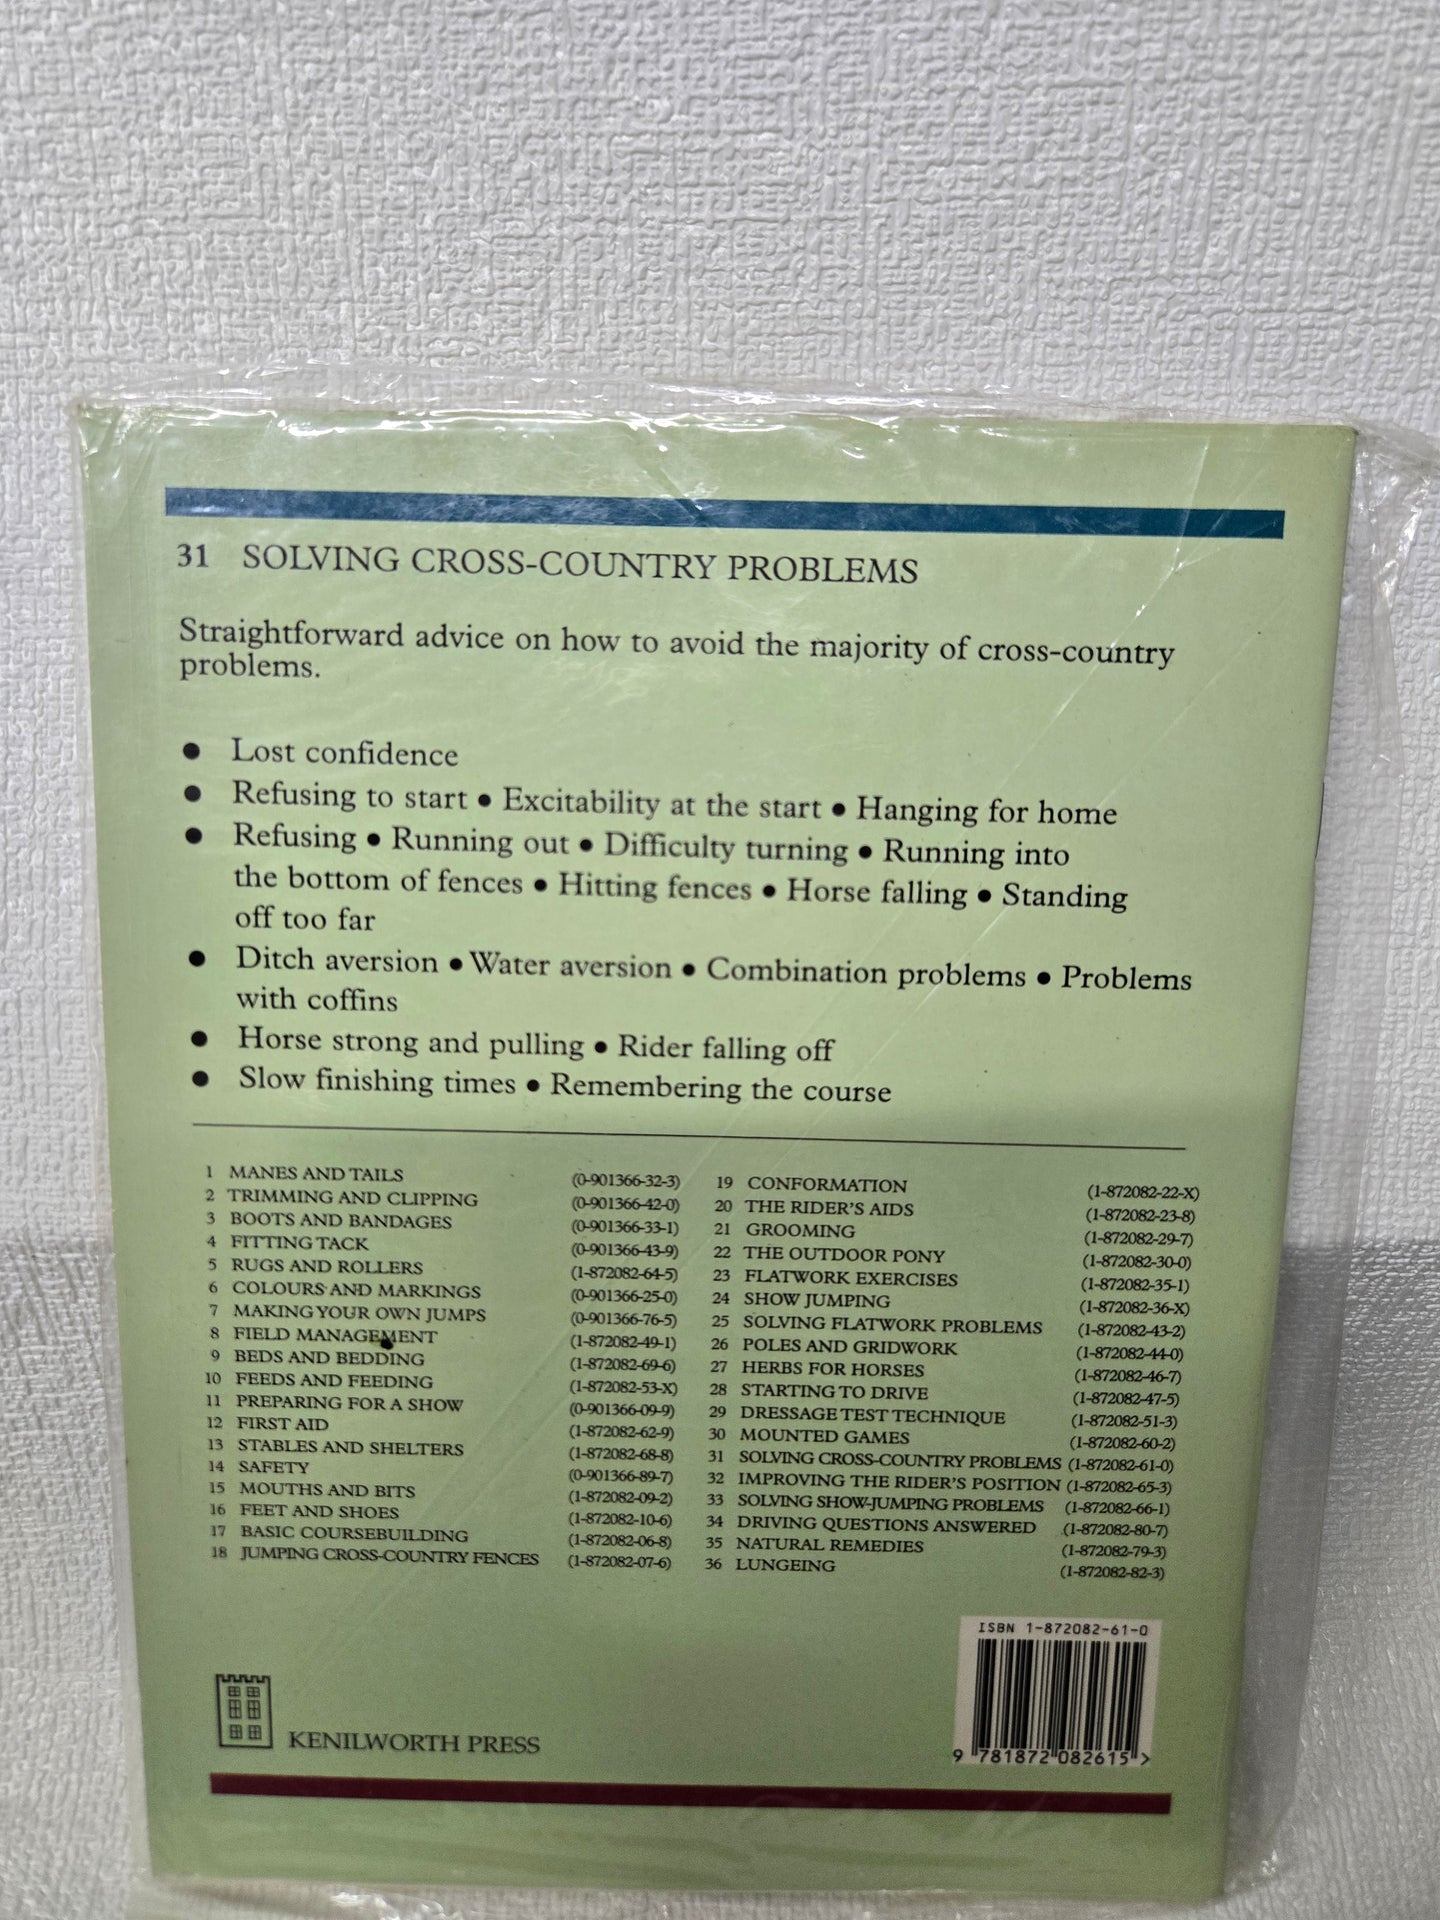 31 SOLVING CROSS-COUNTRY PROBLEMS
Straightforward advice on how to avoid the majority of cross-country
problems.
● Lost confidence
● Refusing to start ● Excitability at the start ● Hanging for home
● Refusing ● Running out ● Difficulty turning ● Running into
the bottom of fences ● Hitting fences ● Horse falling ● Standing
off too far
● Ditch aversion ● Water aversion ● Combination problems ● Problems
with coffins
● Horse strong and pulling ● Rider falling off
● Slow finishing times ● Remembering the course
1 MANES AND TAILS (0-901366-32-3)
2 TRIMMING AND CLIPPING (0-901366-42-0)
3 BOOTS AND BANDAGES (0-901366-33-1)
4 FITTING TACK (0-901366-43-9)
5 RUGS AND ROLLERS (1-872082-64-5)
6 COLOURS AND MARKINGS (0-901366-25-0)
7 MAKING YOUR OWN JUMPS (0-901366-76-5)
8 FIELD MANAGEMENT (1-872082-49-1)
9 BEDS AND BEDDING (1-872082-69-6)
10 FEEDS AND FEEDING (1-872082-53-X)
11 PREPARING FOR A SHOW (0-901366-09-9)
12 FIRST AID (1-872082-62-9)
13 STABLES AND SHELTERS (1-872082-68-8)
14 SAFETY (0-901366-89-7)
15 MOUTHS AND BITS (1-872082-09-2)
16 FEET AND SHOES (1-872082-10-6)
17 BASIC COURSEBUILDING (1-872082-06-8)
18 JUMPING CROSS-COUNTRY FENCES (1-872082-07-6)
19 CONFORMATION (1-872082-22-X)
20 THE RIDER'S AIDS (1-872082-23-8)
21 GROOMING (1-872082-29-7)
22 THE OUTDOOR PONY (1-872082-30-0)
23 FLATWORK EXERCISES (1-872082-35-1)
24 SHOW JUMPING (1-872082-36-X)
25 SOLVING FLATWORK PROBLEMS (1-872082-43-2)
26 POLES AND GRIDWORK (1-872082-44-0)
27 HERBS FOR HORSES (1-872082-46-7)
28 STARTING TO DRIVE (1-872082-47-5)
29 DRESSAGE TEST TECHNIQUE (1-872082-51-3)
30 MOUNTED GAMES (1-872082-60-2)
31 SOLVING CROSS-COUNTRY PROBLEMS (1-872082-61-0)
32 IMPROVING THE RIDER'S POSITION (1-872082-65-3)
33 SOLVING SHOW-JUMPING PROBLEMS (1-872082-66-1)
34 DRIVING QUESTIONS ANSWERED (1-872082-80-7)
35 NATURAL REMEDIES (1-872082-79-3)
36 LUNGEING (1-872082-82-3)
ISBN 1-872082-61-0
9 781872 082615 >
KENILWORTH PRESS